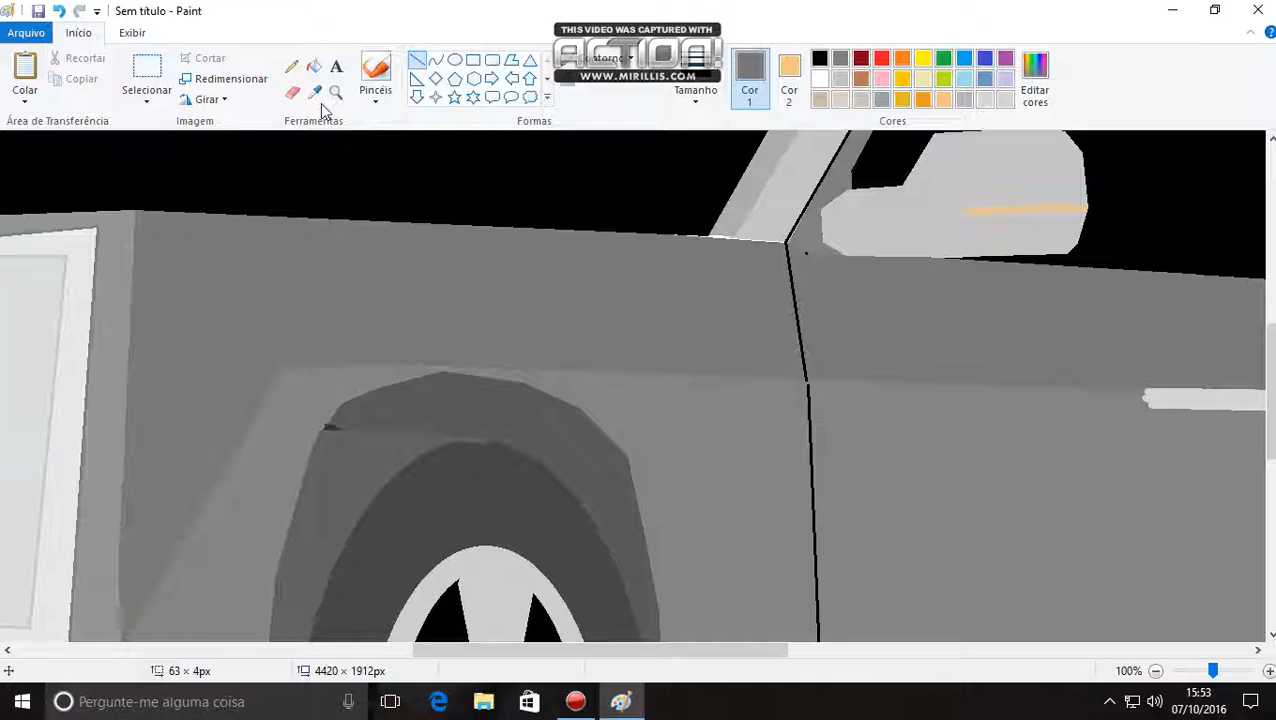 Sem título - Paint
THIS VIDEO WAS CAPTURED WITH
ACTION!
WWW.MIRILLIS.COM
Arquivo
Início
Exibir
Colar
Recortar
Copiar
Área de Transferência
Selecionar
Cortar
Redimensionar
Girar
Imagem
A
Ferramentas
Pincéis
Formas
Tamanho
Cor 1
Cor 2
Editar cores
Cores
63 × 4px
4420 × 1912px
100%
Pergunte-me alguma coisa
15:53
07/10/2016